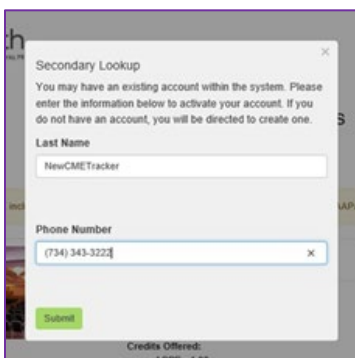 th
×
Secondary Lookup
You may have an existing account within the system. Please
enter the information below to activate your account. If you
do not have an account, you will be directed to create one.
Last Name
NewCMETracker
Phone Number
(734) 343-3222 ×
Submit
Credits Offered: